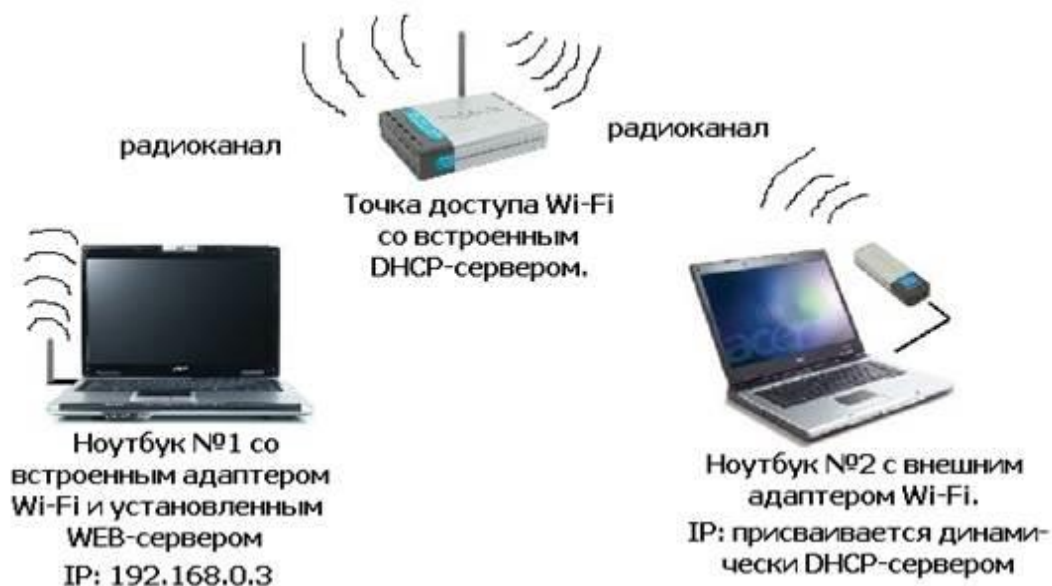 радиоканал
радиоканал
Точка доступа Wi-Fi
со встроенным
DHCP-сервером.
Ноутбук №1 со
встроенным адаптером
Wi-Fi и установленным
WEB-сервером
IP: 192.168.0.3
Ноутбук №2 с внешним
адаптером Wi-Fi.
IP: присваивается динами-
чески DHCP-сервером
acer